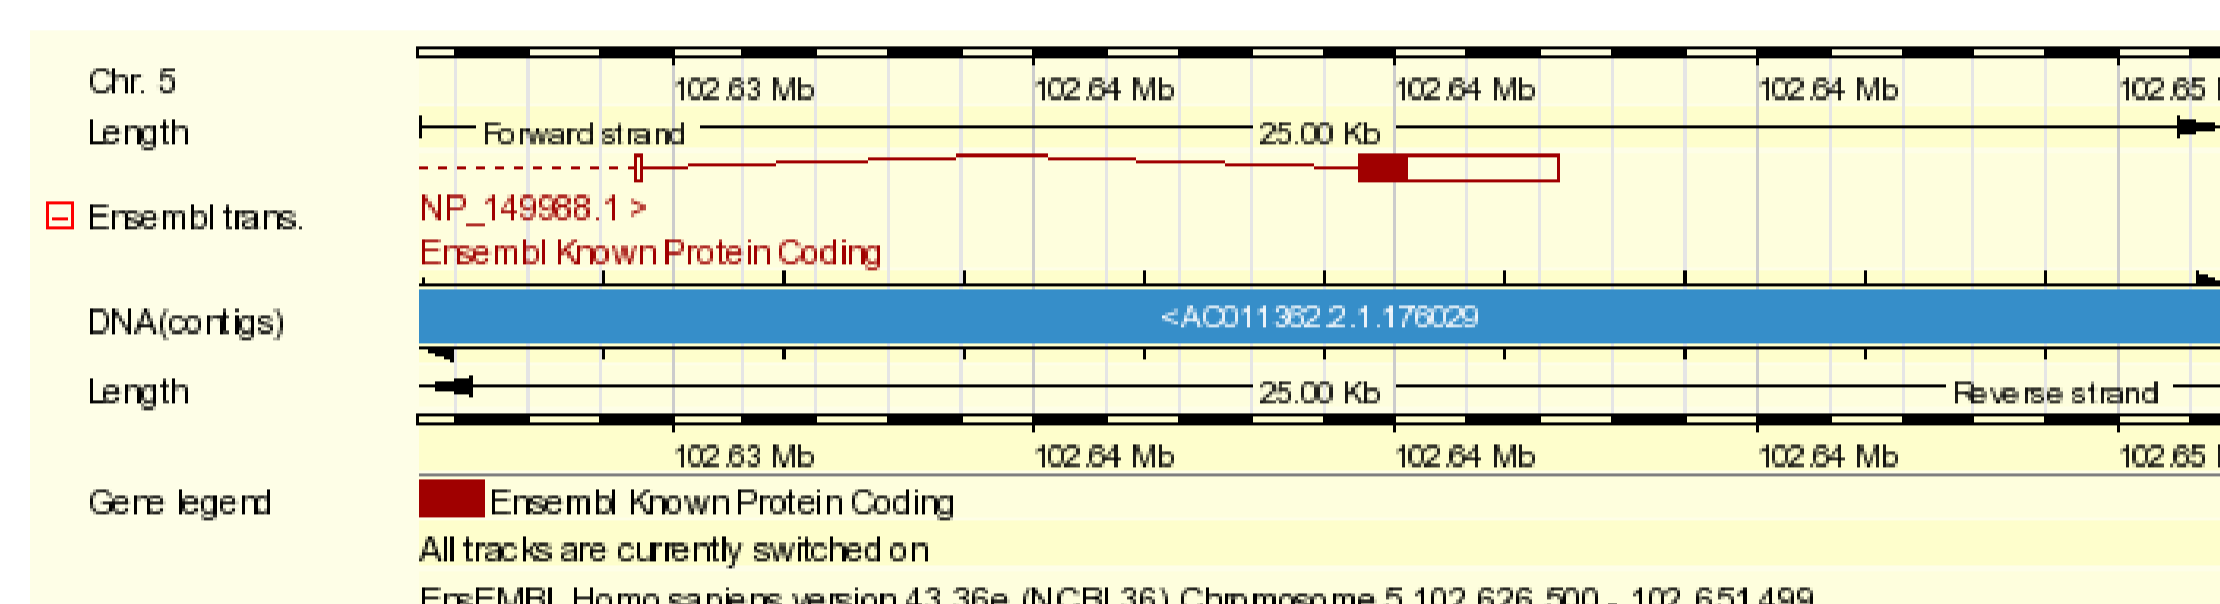 Chr. 5 102.63 Mb 102.64 Mb 102.64 Mb 102.64 Mb 102.65
Length Forward strand 25.00 Kb
NP_149988.1 >
Ensembl trans.
Ensembl Known Protein Coding
DNA(contigs) <AC011362.2.1.176029
Length 25.00 Kb Reverse strand
102.63 Mb 102.64 Mb 102.64 Mb 102.64 Mb 102.65
Gene legend Ensembl Known Protein Coding
All tracks are currently switched on
EnsEMBL Homo sapiens version 43.36e (NCBI 36) Chromosome 5 102,626,500 - 102,651,499